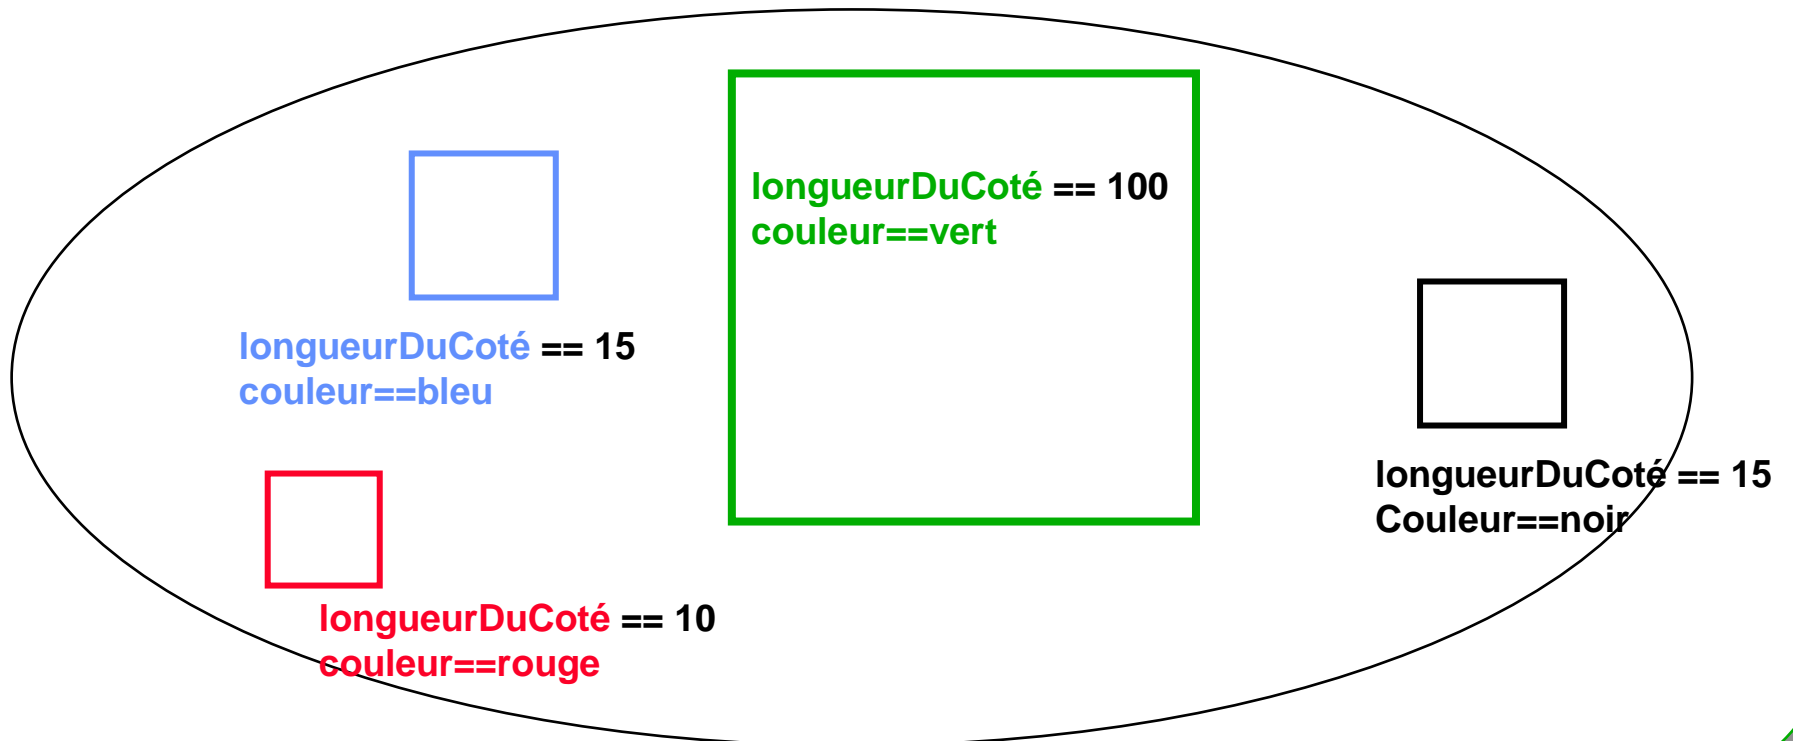 longueurDuCoté == 100
couleur==vert
longueurDuCoté == 15
couleur==bleu
longueurDuCoté == 15
Couleur==noir
longueurDuCoté == 10
couleur==rouge